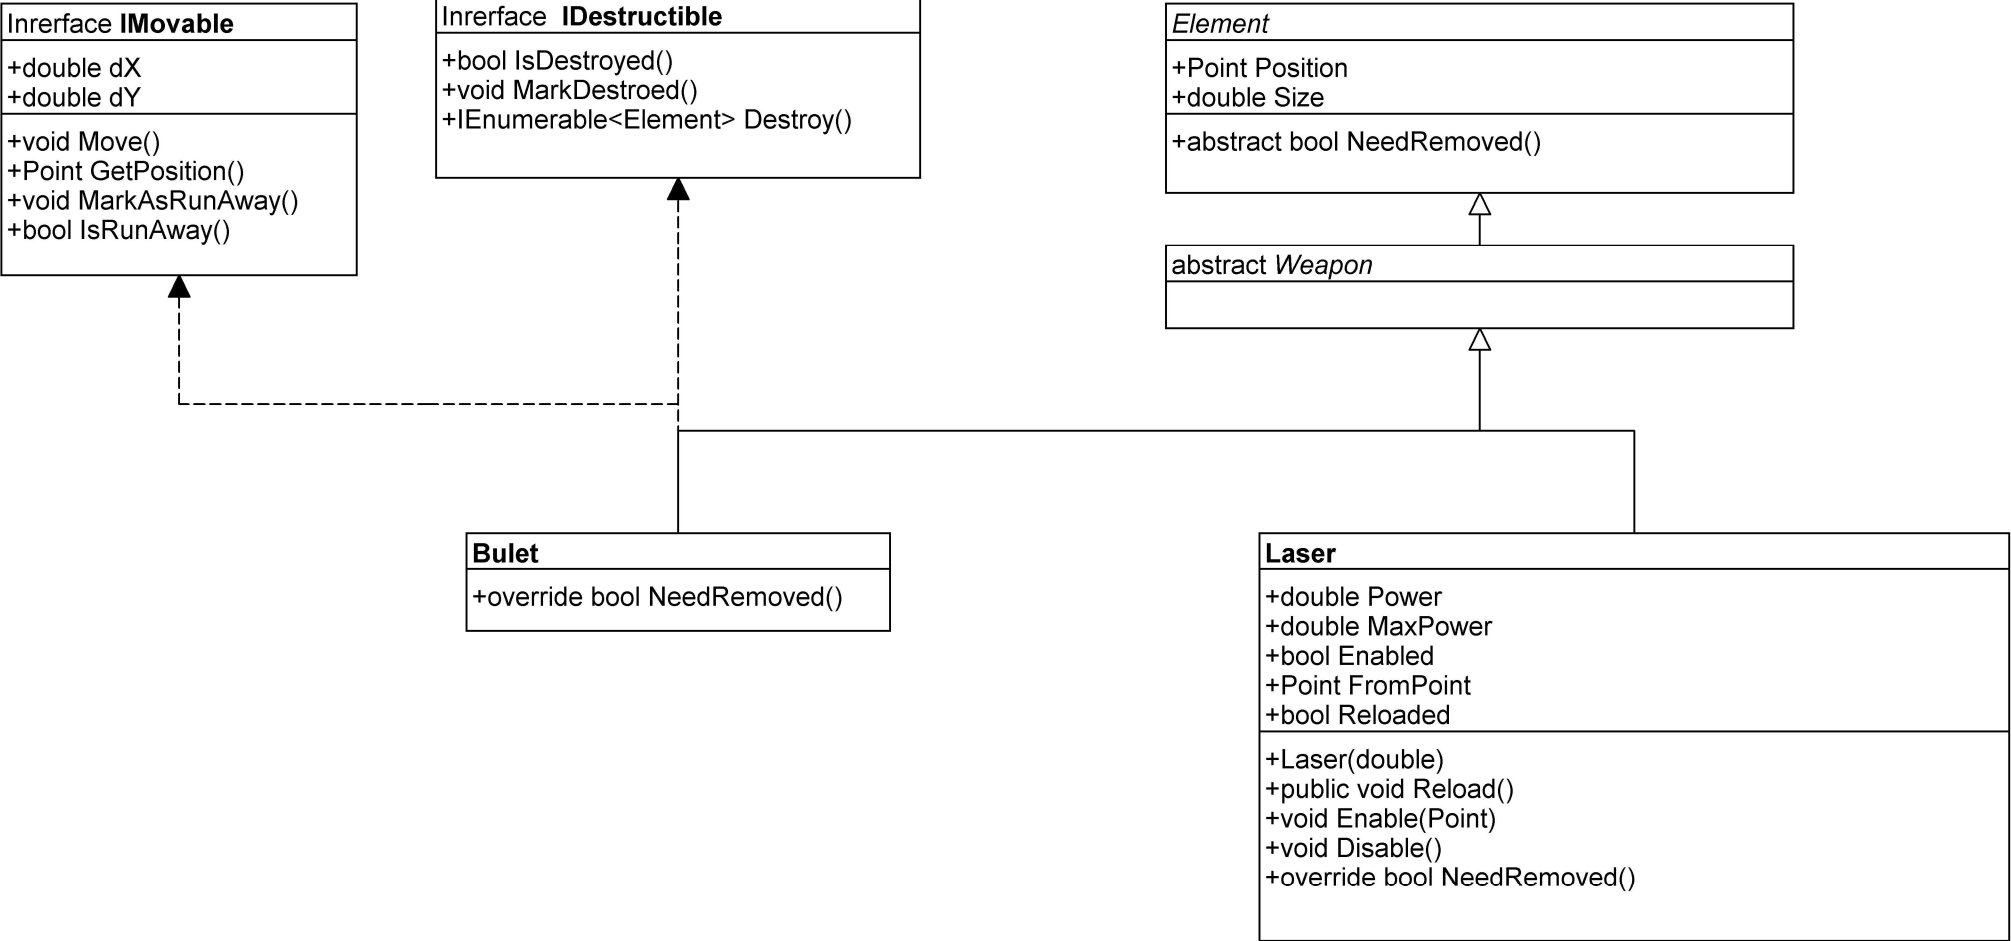 Inrerface IMovable
+double dX
+double dY
+void Move()
+Point GetPosition()
+void MarkAsRunAway()
+bool IsRunAway()
Inrerface IDestructible
+bool IsDestroyed()
+void MarkDestroed()
+IEnumerable<Element> Destroy()
Element
+Point Position
+double Size
+abstract bool NeedRemoved()
abstract Weapon
Bulet
+override bool NeedRemoved()
Laser
+double Power
+double MaxPower
+bool Enabled
+Point FromPoint
+bool Reloaded
+Laser(double)
+public void Reload()
+void Enable(Point)
+void Disable()
+override bool NeedRemoved()